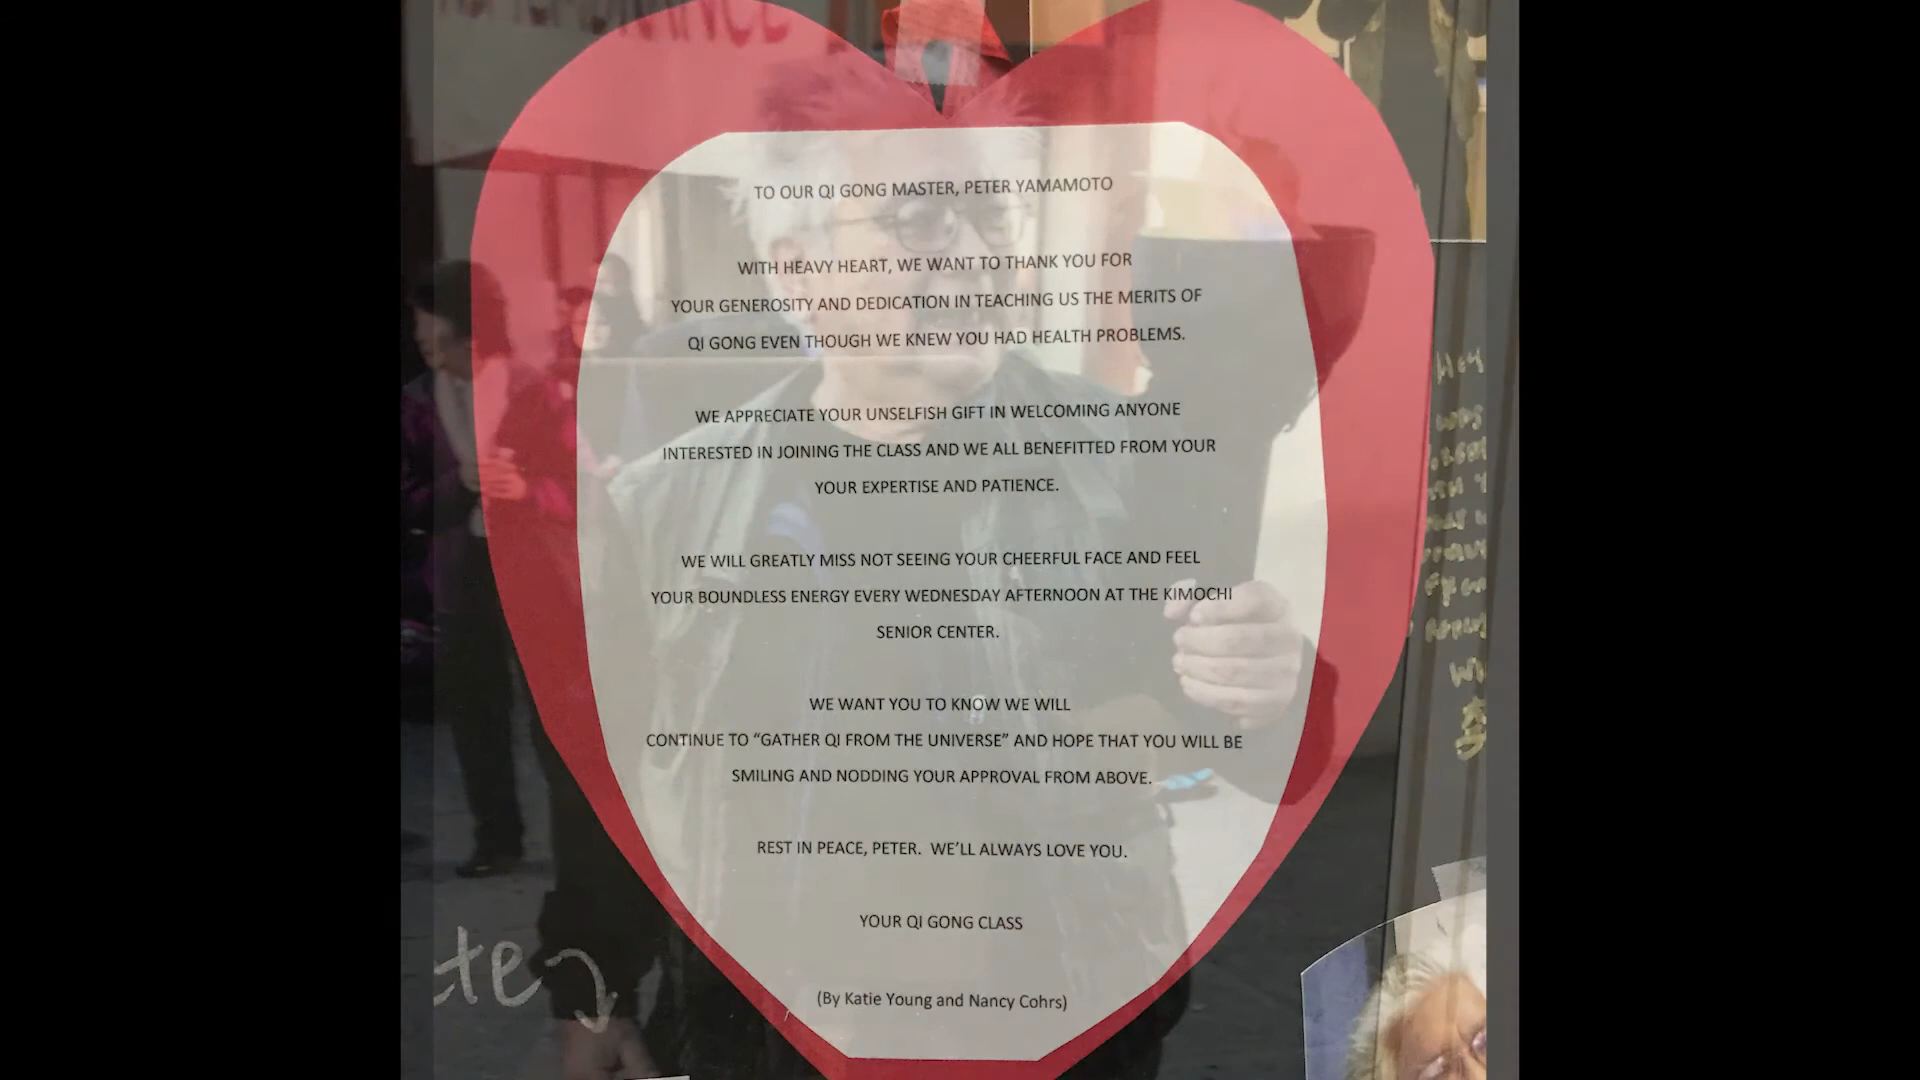 TO OUR QI GONG MASTER, PETER YAMAMOTO
WITH HEAVY HEART, WE WANT TO THANK YOU FOR
YOUR GENEROSITY AND DEDICATION IN TEACHING US THE MERITS OF
QI GONG EVEN THOUGH WE KNEW YOU HAD HEALTH PROBLEMS.
WE APPRECIATE YOUR UNSELFISH GIFT IN WELCOMING ANYONE
INTERESTED IN JOINING THE CLASS AND WE ALL BENEFITTED FROM YOUR
YOUR EXPERTISE AND PATIENCE.
WE WILL GREATLY MISS NOT SEEING YOUR CHEERFUL FACE AND FEEL
YOUR BOUNDLESS ENERGY EVERY WEDNESDAY AFTERNOON AT THE KIMOCHI
SENIOR CENTER.
WE WANT YOU TO KNOW WE WILL
CONTINUE TO “GATHER QI FROM THE UNIVERSE” AND HOPE THAT YOU WILL BE
SMILING AND NODDING YOUR APPROVAL FROM ABOVE.
REST IN PEACE, PETER. WE’LL ALWAYS LOVE YOU.
YOUR QI GONG CLASS
(By Katie Young and Nancy Cohrs)